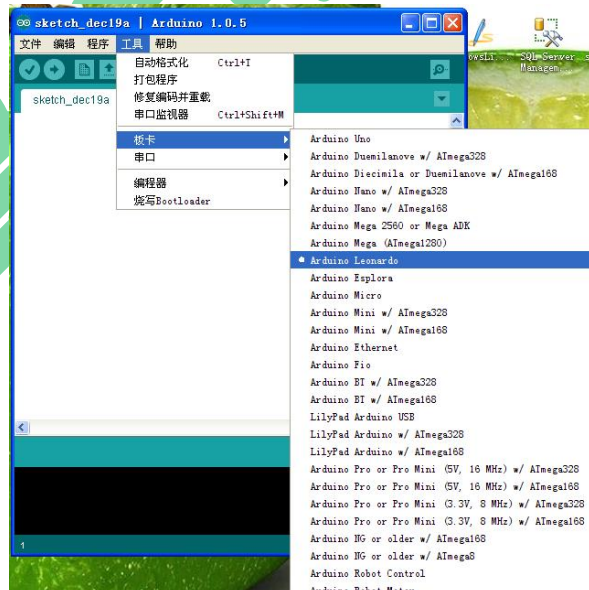 sketch_dec19a | Arduino 1.0.5
文件 编辑 程序 工具 帮助
自动格式化 Ctrl+T
打包程序
修复编码并重载
串口监视器 Ctrl+Shift+M
板卡
串口
编程器
烧写Bootloader
sketch_dec19a
SQL Server
Managem...
Arduino Uno
Arduino Duemilanove w/ ATmega328
Arduino Diecimila or Duemilanove w/ ATmega168
Arduino Nano w/ ATmega328
Arduino Nano w/ ATmega168
Arduino Mega 2560 or Mega ADK
Arduino Mega (ATmega1280)
Arduino Leonardo
Arduino Esplora
Arduino Micro
Arduino Mini w/ ATmega328
Arduino Mini w/ ATmega168
Arduino Ethernet
Arduino Fio
Arduino BT w/ ATmega328
Arduino BT w/ ATmega168
LilyPad Arduino USB
LilyPad Arduino w/ ATmega328
LilyPad Arduino w/ ATmega168
Arduino Pro or Pro Mini (5V, 16 MHz) w/ ATmega328
Arduino Pro or Pro Mini (5V, 16 MHz) w/ ATmega168
Arduino Pro or Pro Mini (3.3V, 8 MHz) w/ ATmega328
Arduino Pro or Pro Mini (3.3V, 8 MHz) w/ ATmega168
Arduino NG or older w/ ATmega168
Arduino NG or older w/ ATmega8
Arduino Robot Control
Arduino Robot Motor
1